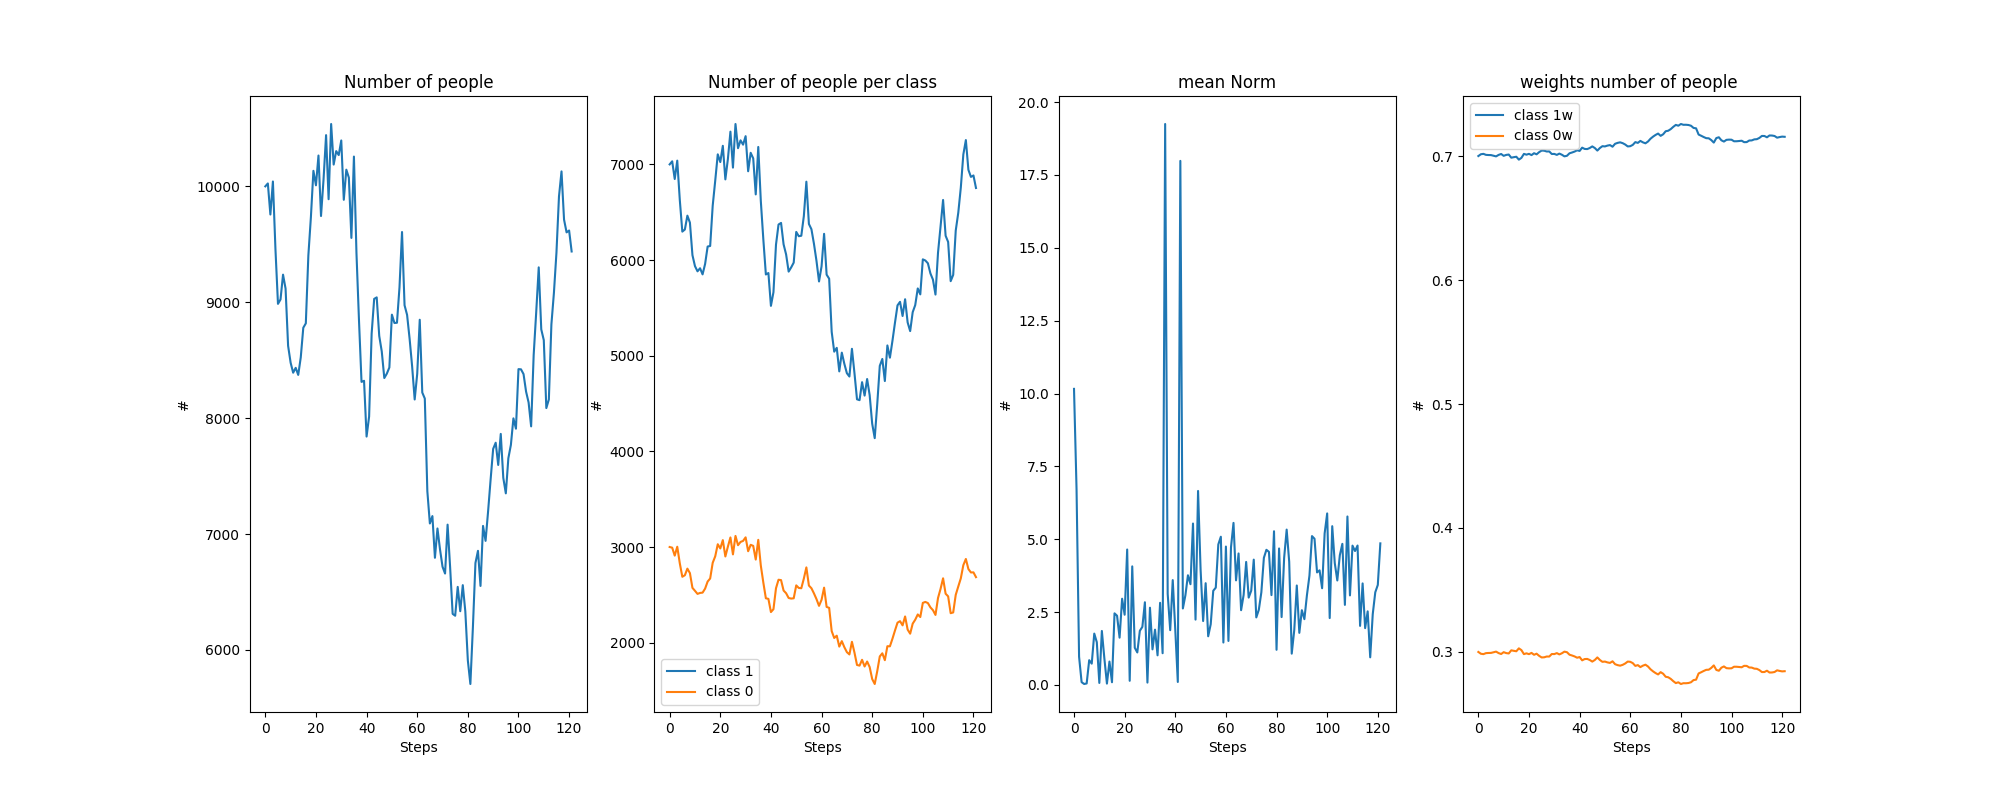 Number of people
10000
9000
8000
7000
6000
#
0 20 40 60 80 100 120
Steps
Number of people per class
7000
6000
5000
4000
3000
2000
#
class 1
class 0
0 20 40 60 80 100 120
Steps
mean Norm
20.0
17.5
15.0
12.5
10.0
7.5
5.0
2.5
0.0
#
0 20 40 60 80 100 120
Steps
weights number of people
class 1w
class 0w
0.7
0.6
0.5
0.4
0.3
#
0 20 40 60 80 100 120
Steps